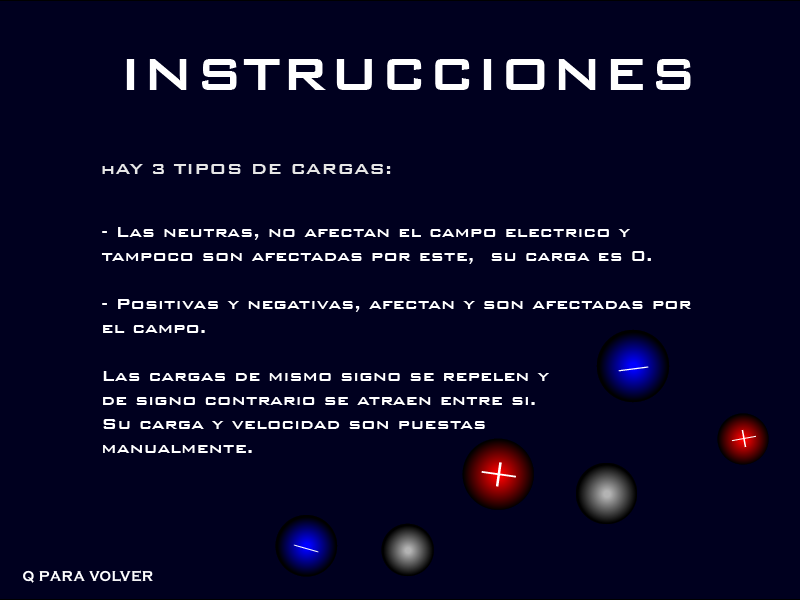 INSTRUCCIONES
HAY 3 TIPOS DE CARGAS:
- LAS NEUTRAS, NO AFECTAN EL CAMPO ELECTRICO Y
TAMPOCO SON AFECTADAS POR ESTE, SU CARGA ES 0.
- POSITIVAS Y NEGATIVAS, AFECTAN Y SON AFECTADAS POR
EL CAMPO.
LAS CARGAS DE MISMO SIGNO SE REPELEN Y
DE SIGNO CONTRARIO SE ATRAEN ENTRE SI.
SU CARGA Y VELOCIDAD SON PUESTAS
MANUALMENTE.
Q PARA VOLVER